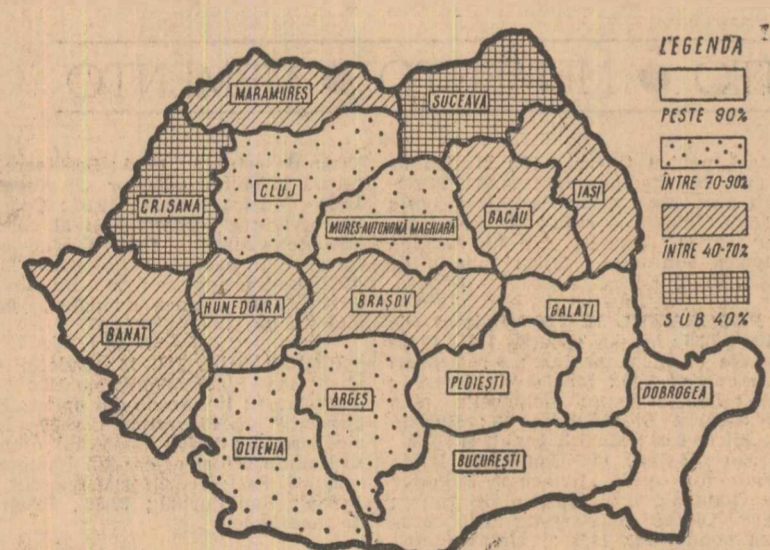 LEGENDA
PESTE 90%
ÎNTRE 70-90%
ÎNTRE 40-70%
SUB 40%
MARAMUREȘ
SUCEAVA
CRIȘANA
CLUJ
MUREȘ-AUTONOMĂ MAGHIARĂ
BACĂU
IAȘI
BANAT
HUNEDOARA
BRAȘOV
GALAȚI
OLTENIA
ARGEȘ
PLOIEȘTI
DOBROGEA
BUCUREȘTI